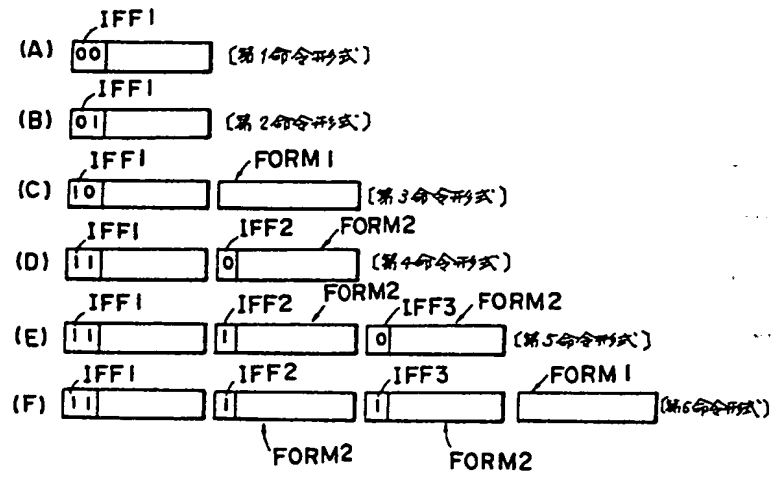 IFF1
(A) 00 [第1命令形式]
IFF1
(B) 01 [第2命令形式]
IFF1 FORM1
(C) 10 [第3命令形式]
IFF1 IFF2 FORM2
(D) 11 0 [第4命令形式]
IFF1 IFF2 FORM2 IFF3 FORM2
(E) 11 1 0 [第5命令形式]
IFF1 IFF2 IFF3 FORM1
(F) 11 1 1 [第6命令形式]
FORM2 FORM2